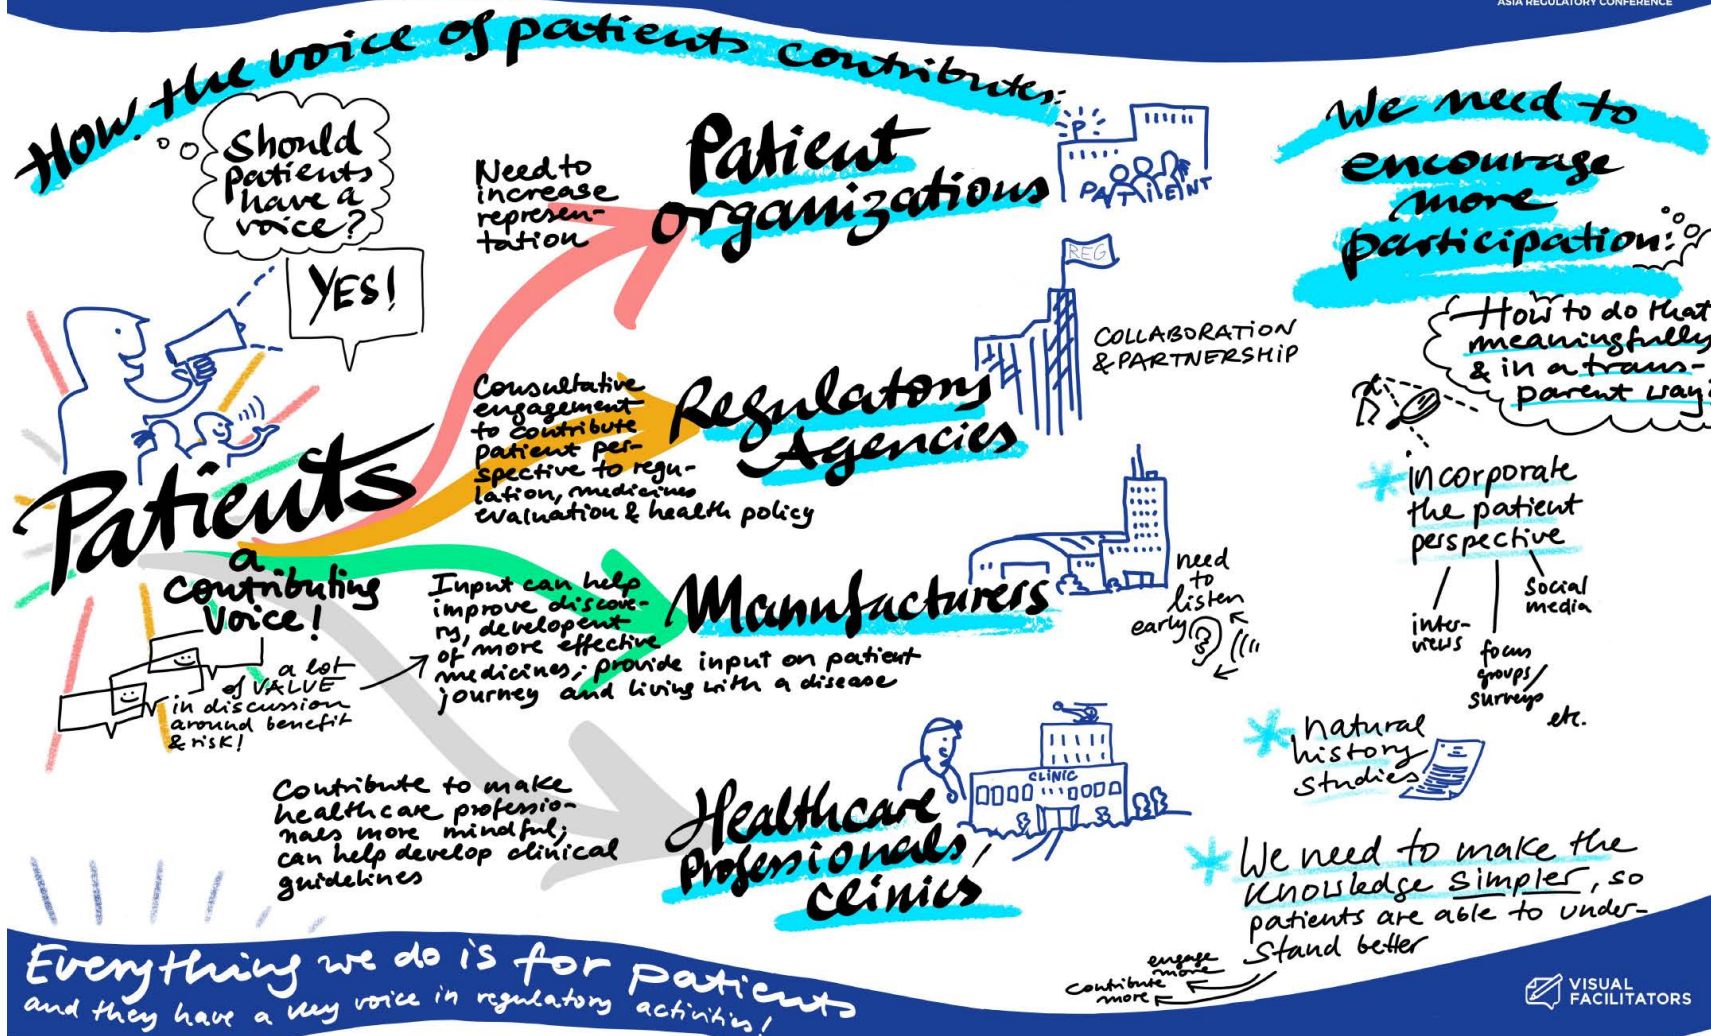 ASIA REGULATORY CONFERENCE
How the voice of patients contributes:
Should
patients
have a
voice?
YES!
Patients
a
contributing
Voice!
a lot
of VALUE
in discussion
around benefit
& risk!
Need to
increase
represen-
tation
Patient
organizations
P
PATIENT
Consultative
engagement
to contribute
patient per-
spective to regu-
lation, medicines
evaluation & health policy
Regulatory
Agencies
REG
COLLABORATION
& PARTNERSHIP
Input can help
improve discove-
ry, development
of more effective
medicines; provide input on patient
journey and living with a disease
Manufacturers
need
to
listen
early
Contribute to make
healthcare professio-
nals more mindful;
can help develop clinical
guidelines
Healthcare
Professionals/
clinics
CLINIC
We need to
encourage
more
participation:
How to do that
meaningfully
& in a trans-
parent way?
* incorporate
the patient
perspective
inter-
views
focus
groups/
surveys
social
media
etc.
* natural
history
studies
* We need to make the
knowledge simpler, so
patients are able to under-
stand better
engage
more
contribute
more
Everything we do is for patients
and they have a key voice in regulatory activities!
VISUAL
FACILITATORS